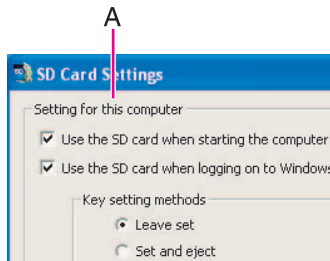 A
SD Card Settings
Setting for this computer
Use the SD card when starting the computer
Use the SD card when logging on to Windows
Key setting methods
Leave set
Set and eject